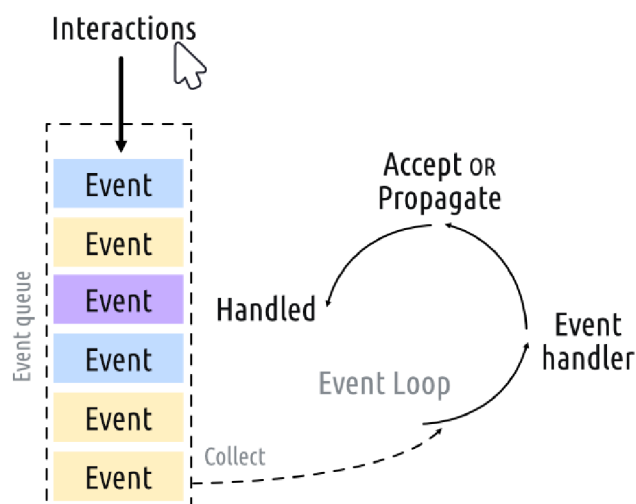 Interactions
Event
Event
Event
Event
Event
Event
Event queue
Collect
Accept OR
Propagate
Handled
Event
handler
Event Loop